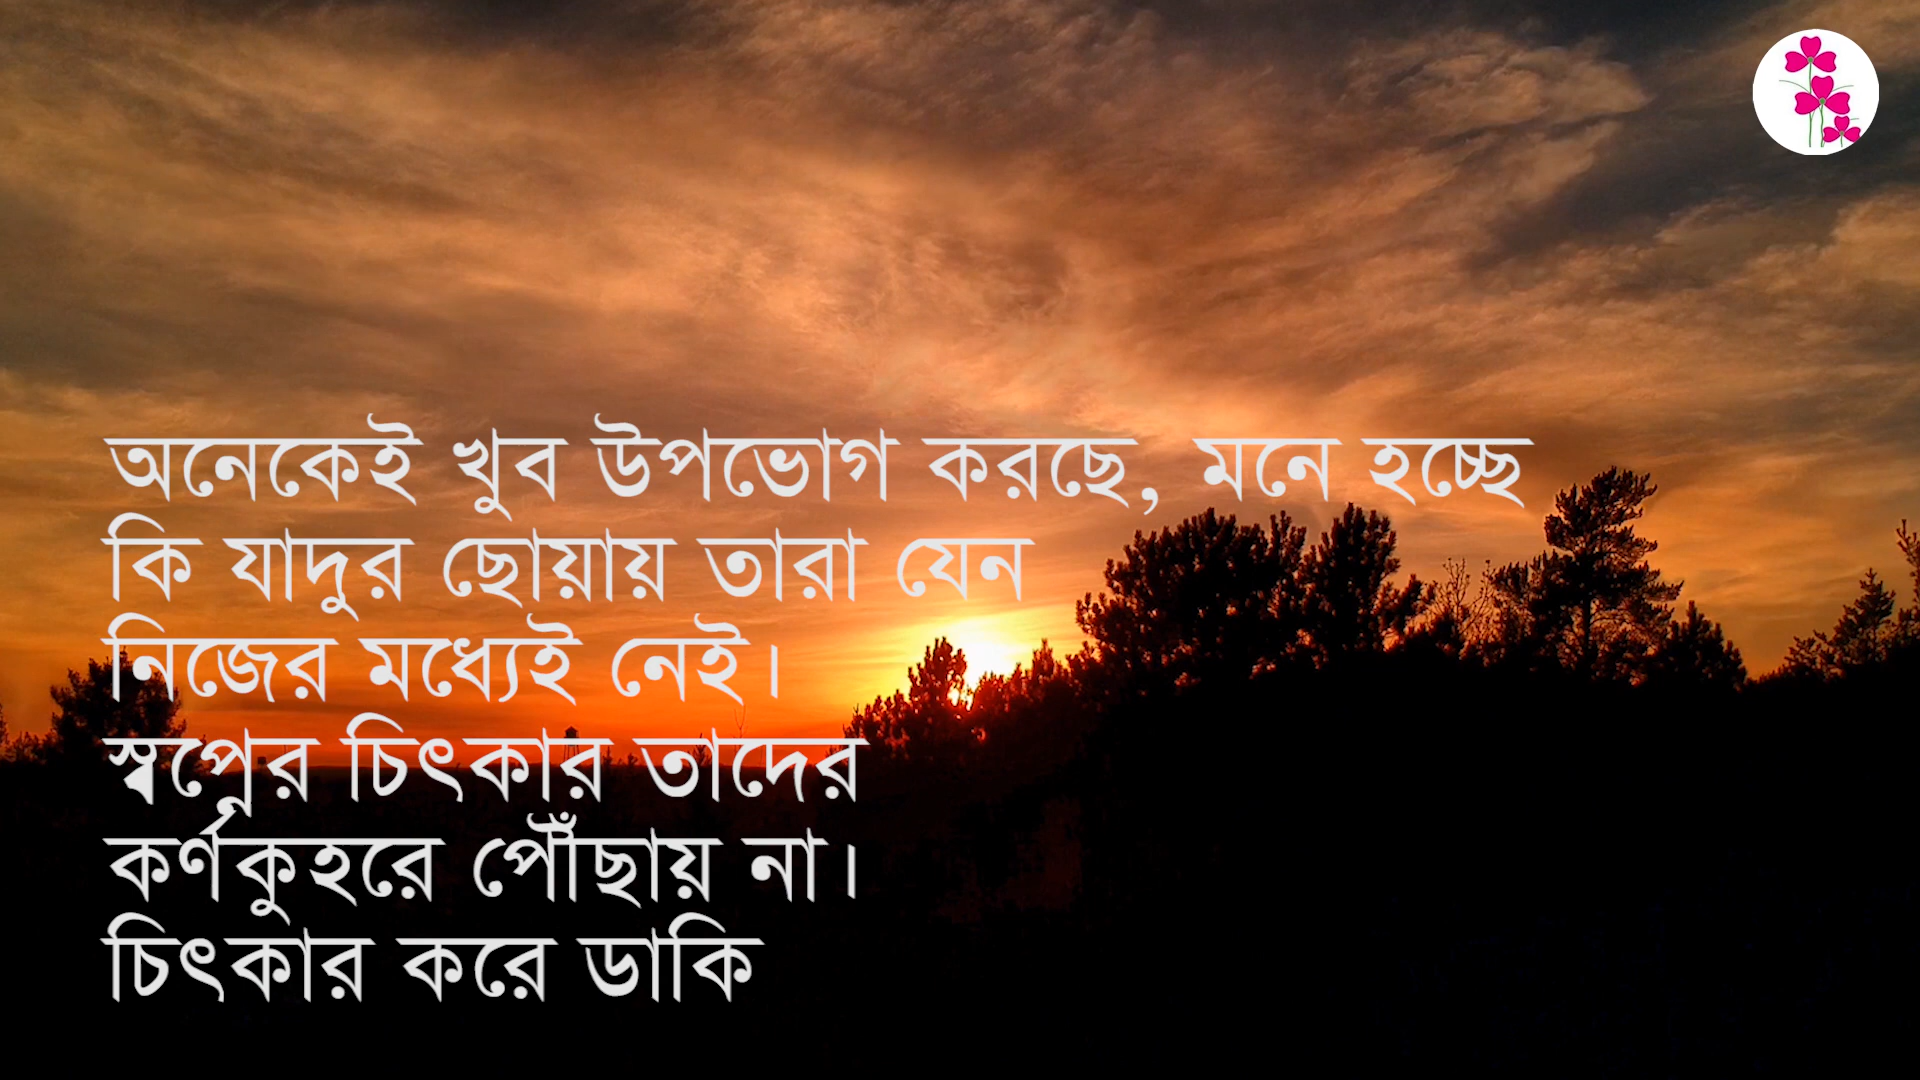 অনেকেই খুব উপভোগ করছে, মনে হচ্ছে
কি যাদুর ছোয়ায় তারা যেন
নিজের মধ্যেই নেই।
স্বপ্নের চিৎকার তাদের
কর্ণকুহরে পৌঁছায় না।
চিৎকার করে ডাকি